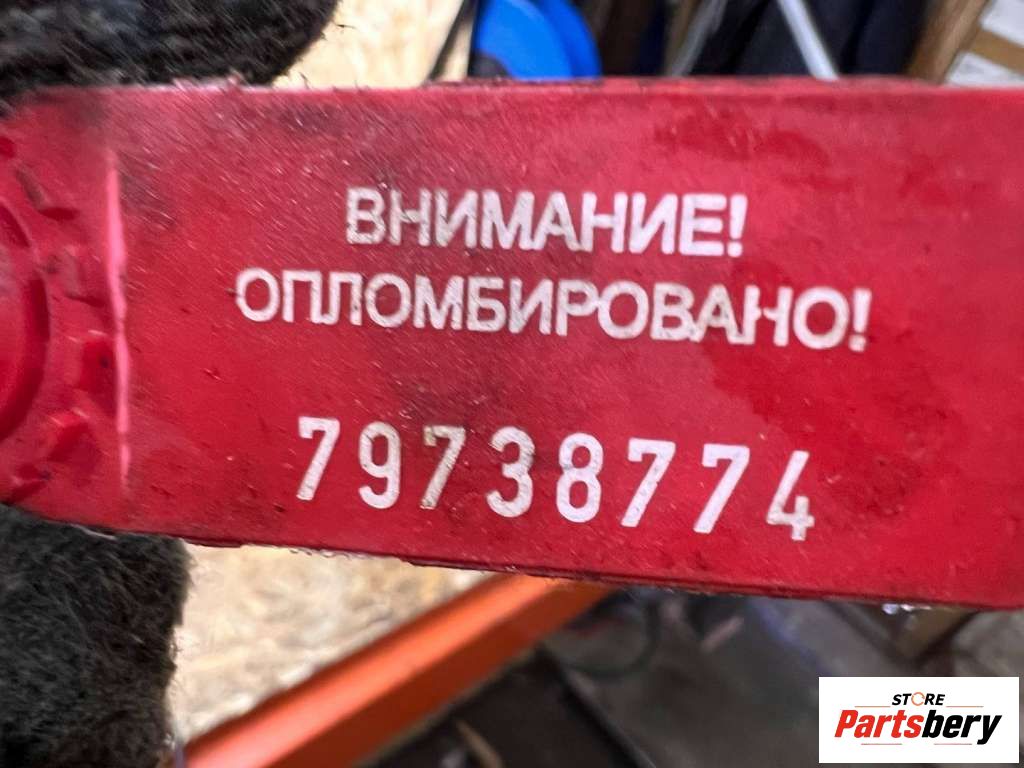 ВНИМАНИЕ!
ОПЛОМБИРОВАНО!
79738774
STORE
Partsbery